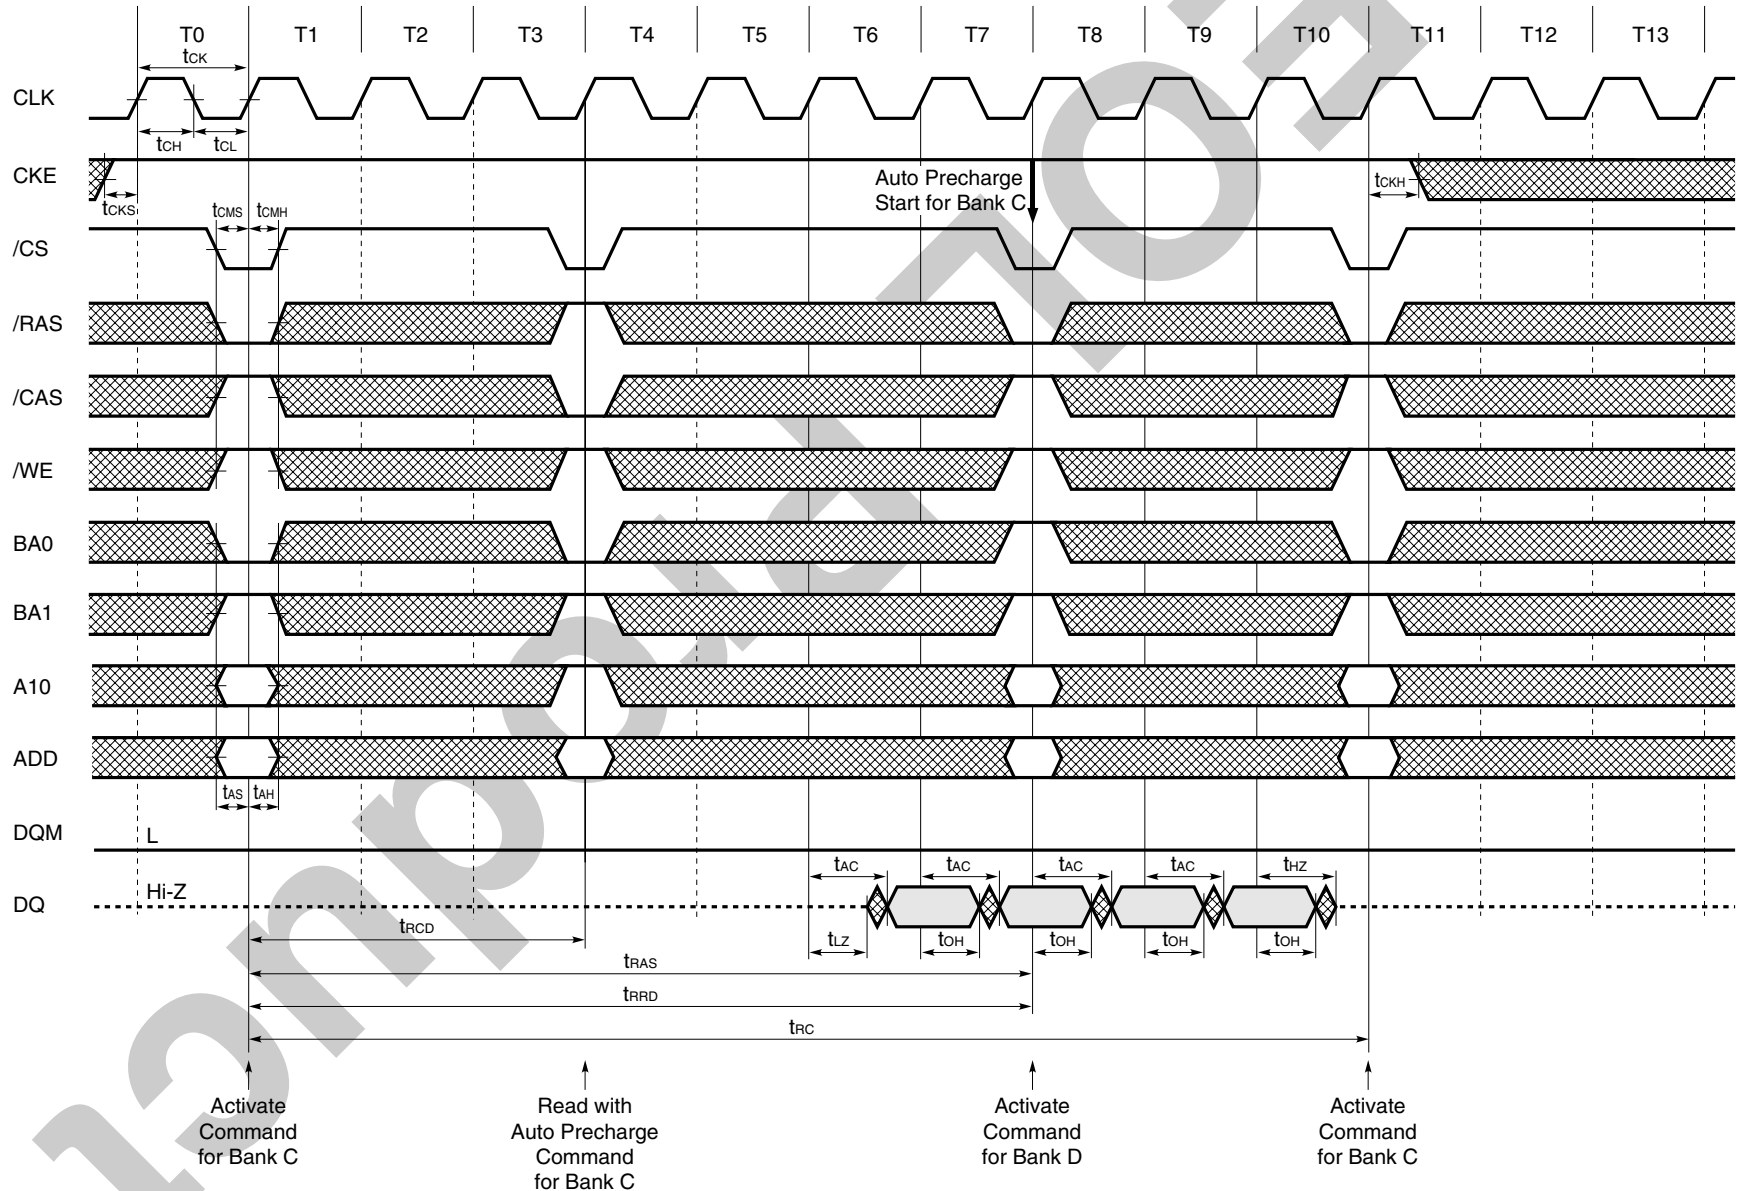 T0 T1 T2 T3 T4 T5 T6 T7 T8 T9 T10 T11 T12 T13
tCK
CLK
tCH tCL
CKE
Auto Precharge
Start for Bank C
tCKH
tCKS
tCMS tCMH
/CS
/RAS
/CAS
/WE
BA0
BA1
A10
ADD
tAS tAH
DQM
L
tAC tAC tAC tAC tHZ
DQ
Hi-Z
tRCD
tLZ tOH tOH tOH tOH
tRAS
tRRD
tRC
Activate
Command
for Bank C
Read with
Auto Precharge
Command
for Bank C
Activate
Command
for Bank D
Activate
Command
for Bank C
EOL Product